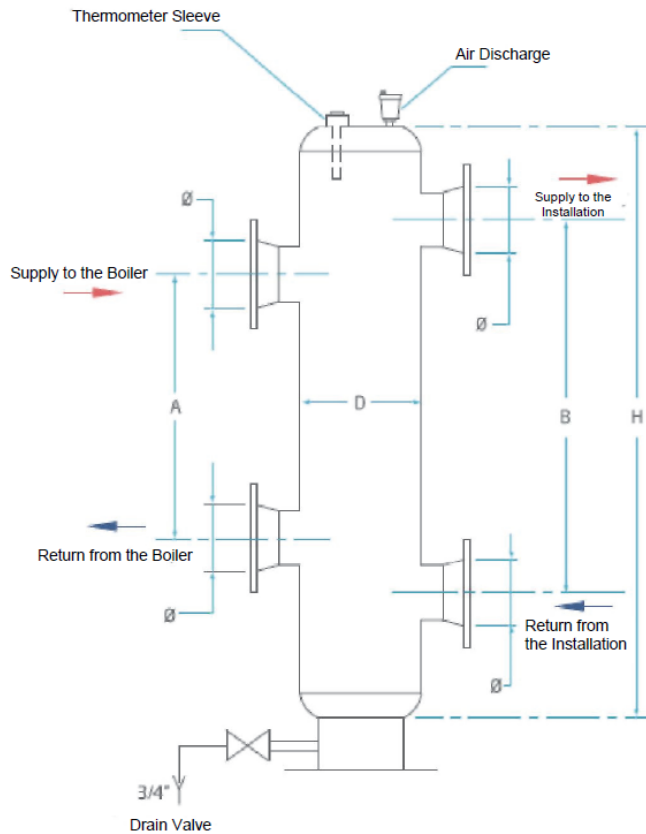 Thermometer Sleeve
Air Discharge
Ø
Supply to the
Installation
Supply to the Boiler
Ø
A
D
B
H
Return from the Boiler
Ø
Return from
the Installation
Ø
3/4"
Drain Valve